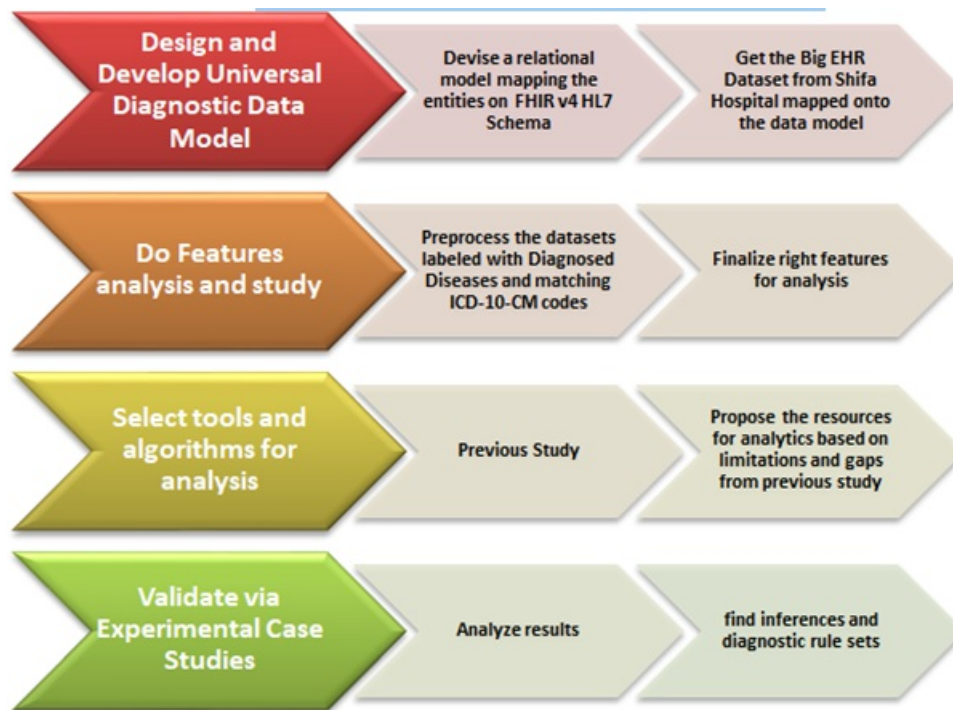 Design and
Develop Universal
Diagnostic Data
Model
Devise a relational
model mapping the
entities on FHIR v4 HL7
Schema
Get the Big EHR
Dataset from Shifa
Hospital mapped onto
the data model
Do Features
analysis and study
Preprocess the datasets
labeled with Diagnosed
Diseases and matching
ICD-10-CM codes
Finalize right features
for analysis
Select tools and
algorithms for
analysis
Previous Study
Propose the resources
for analytics based on
limitations and gaps
from previous study
Validate via
Experimental Case
Studies
Analyze results
find inferences and
diagnostic rule sets